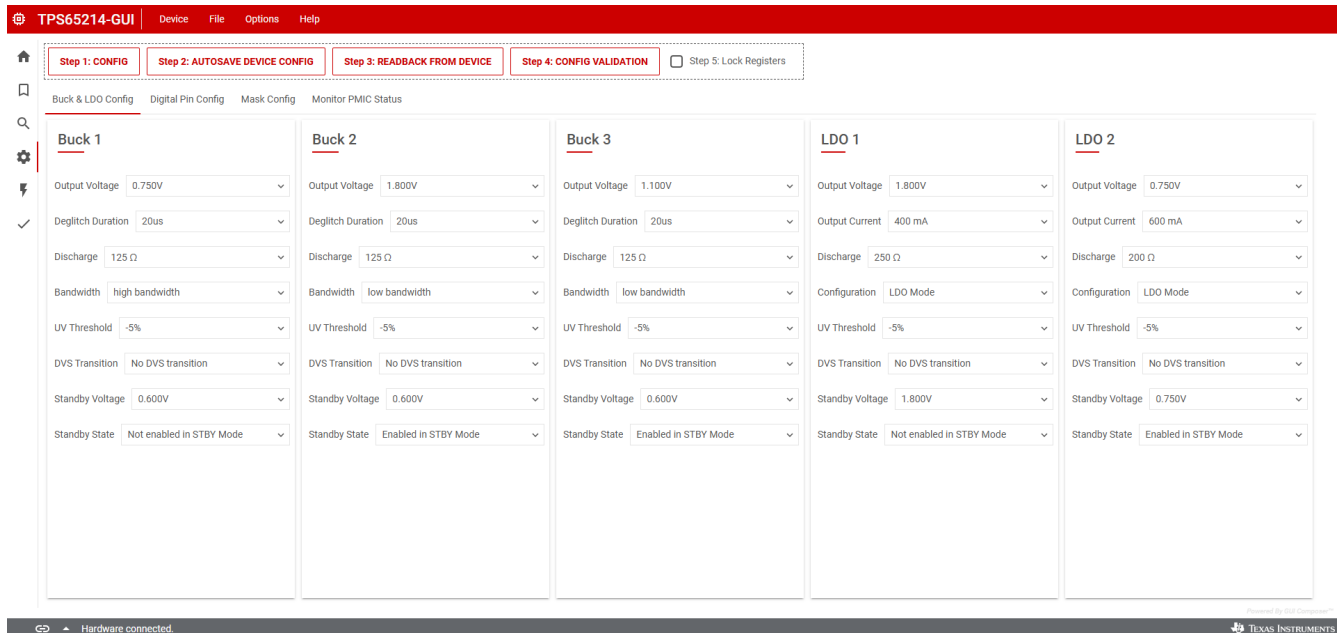 TPS65214-GUI Device File Options Help
Step 1: CONFIG Step 2: AUTOSAVE DEVICE CONFIG Step 3: READBACK FROM DEVICE Step 4: CONFIG VALIDATION Step 5: Lock Registers
Buck & LDO Config Digital Pin Config Mask Config Monitor PMIC Status
Buck 1
Output Voltage 0.750V
Deglitch Duration 20us
Discharge 125 Ω
Bandwidth high bandwidth
UV Threshold -5%
DVS Transition No DVS transition
Standby Voltage 0.600V
Standby State Not enabled in STBY Mode
Buck 2
Output Voltage 1.800V
Deglitch Duration 20us
Discharge 125 Ω
Bandwidth low bandwidth
UV Threshold -5%
DVS Transition No DVS transition
Standby Voltage 0.600V
Standby State Enabled in STBY Mode
Buck 3
Output Voltage 1.100V
Deglitch Duration 20us
Discharge 125 Ω
Bandwidth low bandwidth
UV Threshold -5%
DVS Transition No DVS transition
Standby Voltage 0.600V
Standby State Enabled in STBY Mode
LDO 1
Output Voltage 1.800V
Output Current 400 mA
Discharge 250 Ω
Configuration LDO Mode
UV Threshold -5%
DVS Transition No DVS transition
Standby Voltage 1.800V
Standby State Not enabled in STBY Mode
LDO 2
Output Voltage 0.750V
Output Current 600 mA
Discharge 200 Ω
Configuration LDO Mode
UV Threshold -5%
DVS Transition No DVS transition
Standby Voltage 0.750V
Standby State Enabled in STBY Mode
Powered By GUI Composer™
Hardware connected. TEXAS INSTRUMENTS